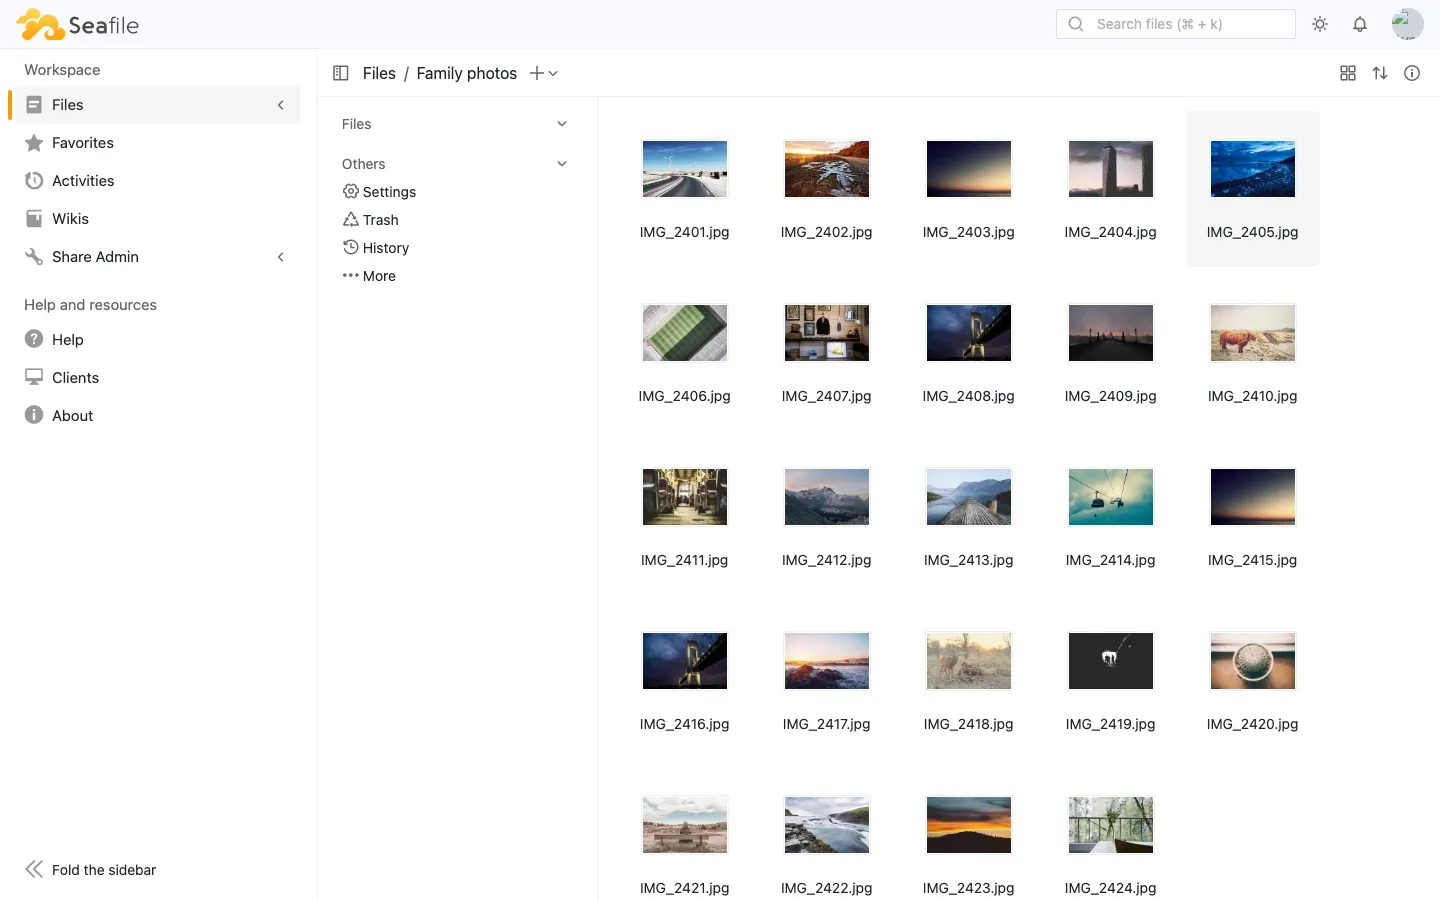 Seafile
Search files (⌘ + k)
Workspace
Files
Favorites
Activities
Wikis
Share Admin
Help and resources
Help
Clients
About
Fold the sidebar
Files / Family photos
Files
Others
Settings
Trash
History
More
IMG_2401.jpg
IMG_2402.jpg
IMG_2403.jpg
IMG_2404.jpg
IMG_2405.jpg
IMG_2406.jpg
IMG_2407.jpg
IMG_2408.jpg
IMG_2409.jpg
IMG_2410.jpg
IMG_2411.jpg
IMG_2412.jpg
IMG_2413.jpg
IMG_2414.jpg
IMG_2415.jpg
IMG_2416.jpg
IMG_2417.jpg
IMG_2418.jpg
IMG_2419.jpg
IMG_2420.jpg
IMG_2421.jpg
IMG_2422.jpg
IMG_2423.jpg
IMG_2424.jpg